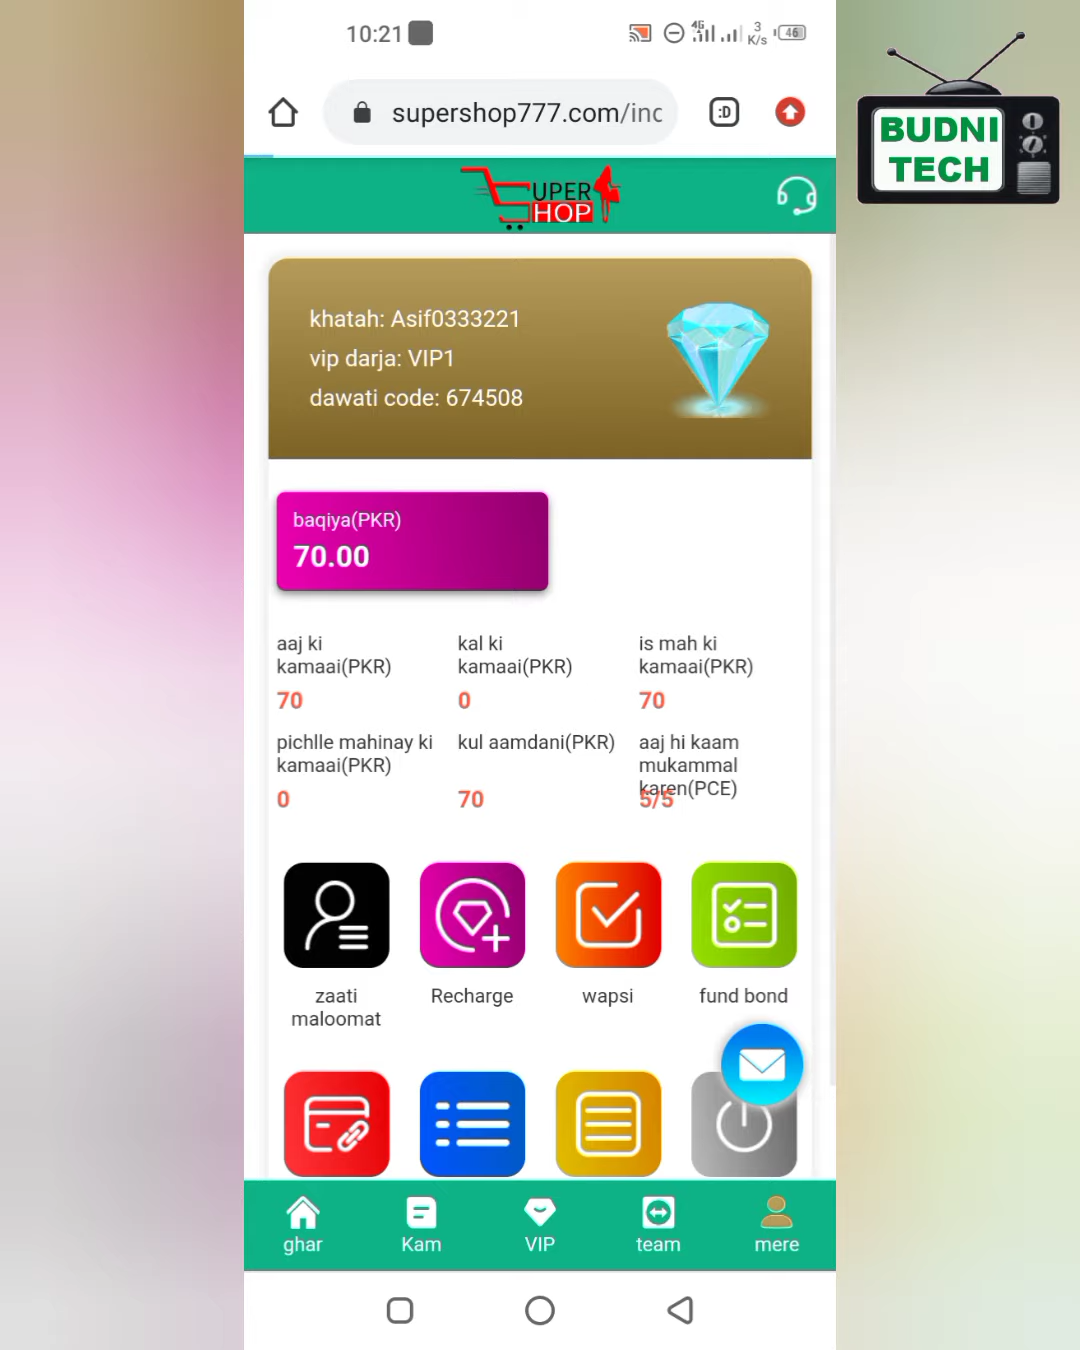 10:21
4G
3
K/s
46
supershop777.com/inc
:D
BUDNI
TECH
UPER
HOP
khatah: Asif0333221
vip darja: VIP1
dawati code: 674508
baqiya(PKR)
70.00
aaj ki
kamaai(PKR)
70
kal ki
kamaai(PKR)
0
is mah ki
kamaai(PKR)
70
pichlle mahinay ki
kamaai(PKR)
0
kul aamdani(PKR)
70
aaj hi kaam
mukammal
karen(PCE)
5/5
zaati
maloomat
Recharge
wapsi
fund bond
ghar
Kam
VIP
team
mere